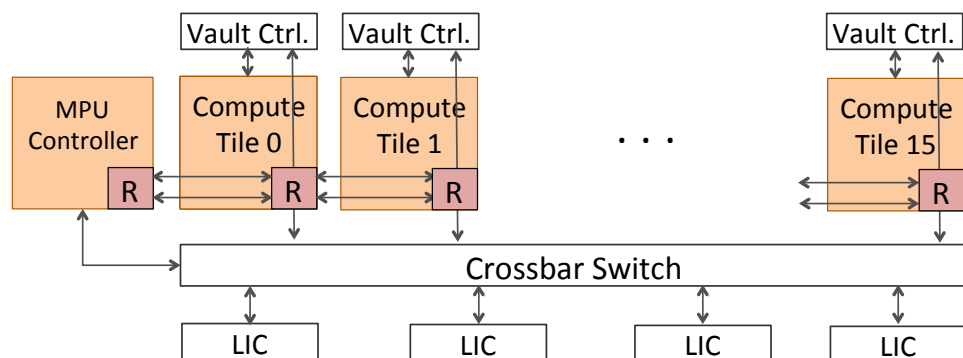 Vault Ctrl.
Vault Ctrl.
Vault Ctrl.
MPU
Controller
R
Compute
Tile 0
R
Compute
Tile 1
R
. . .
Compute
Tile 15
R
Crossbar Switch
LIC
LIC
LIC
LIC